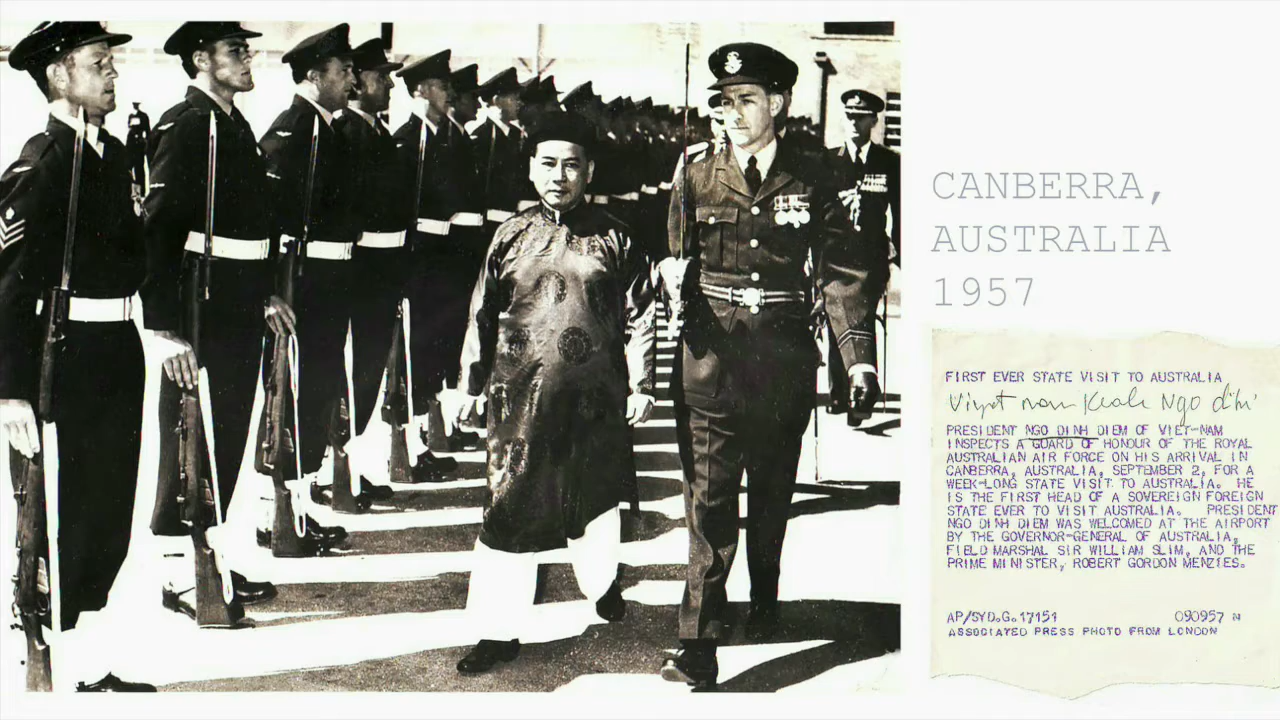 CANBERRA,
AUSTRALIA
1957
FIRST EVER STATE VISIT TO AUSTRALIA
Ngo dihi
PRESIDENT NGO DINH DIEM OF VIET-NAM
INSPECTS A GUARD OF HONOUR OF THE ROYAL
AUSTRALIAN AIR FORCE ON HIS ARRIVAL IN
CANBERRA, AUSTRALIA, SEPTEMBER 2, FOR A
WEEK-LONG STATE VISIT TO AUSTRALIA. HE
IS THE FIRST HEAD OF A SOVEREIGN FOREIGN
STATE EVER TO VISIT AUSTRALIA. PRESIDENT
NGO DINH DIEM WAS WELCOMED AT THE AIRPORT
BY THE GOVERNOR-GENERAL OF AUSTRALIA,
FIELD MARSHAL SIR WILLIAM SLIM, AND THE
PRIME MINISTER, ROBERT GORDON MENZIES.
AP/SYD.G.17151 090957 N
ASSOCIATED PRESS PHOTO FROM LONDON